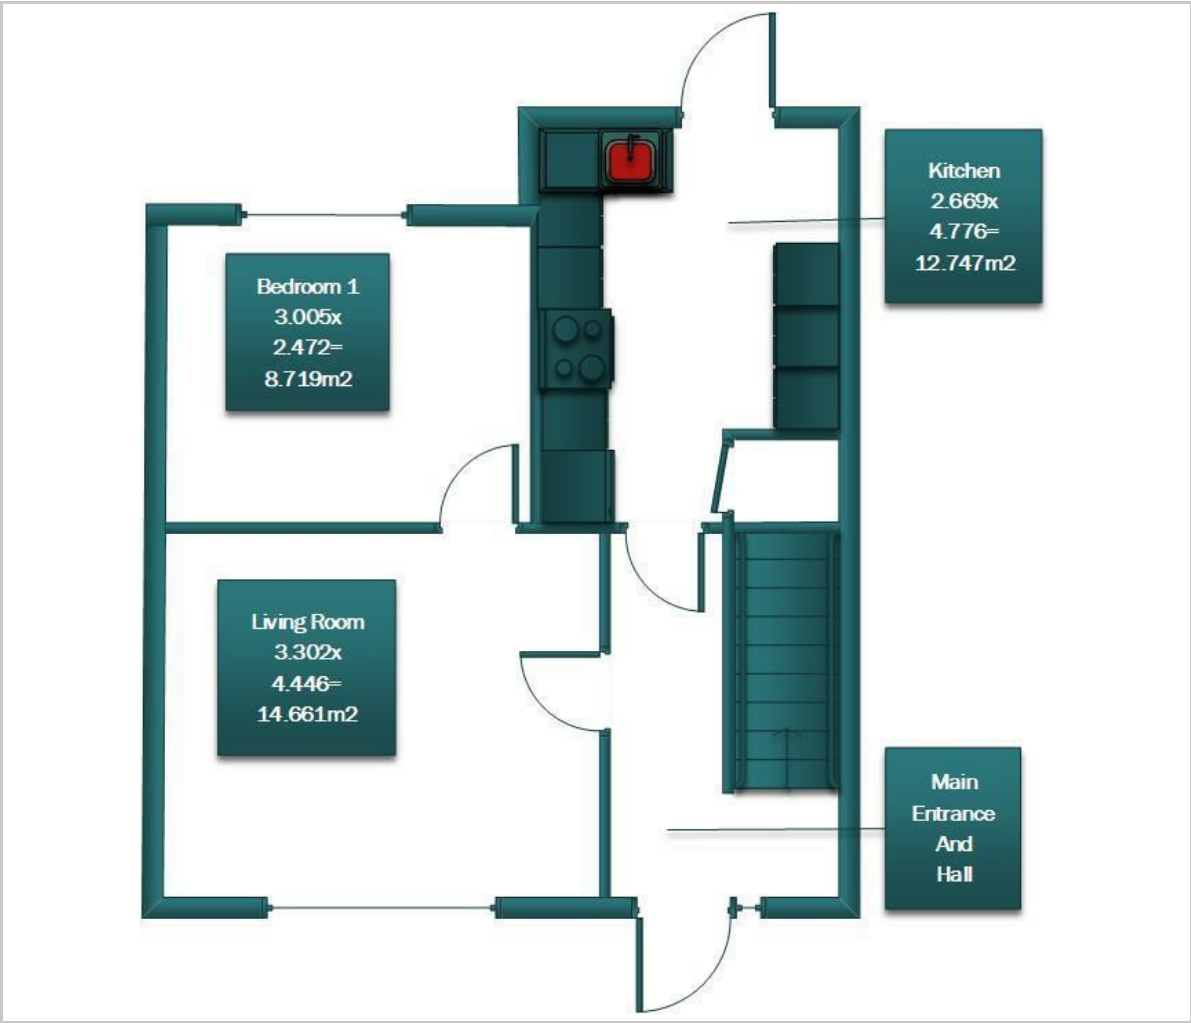 Kitchen
2.669x
4.776=
12.747m2
Bedroom 1
3.005x
2.472=
8.719m2
Living Room
3.302x
4.446=
14.661m2
Main
Entrance
And
Hall